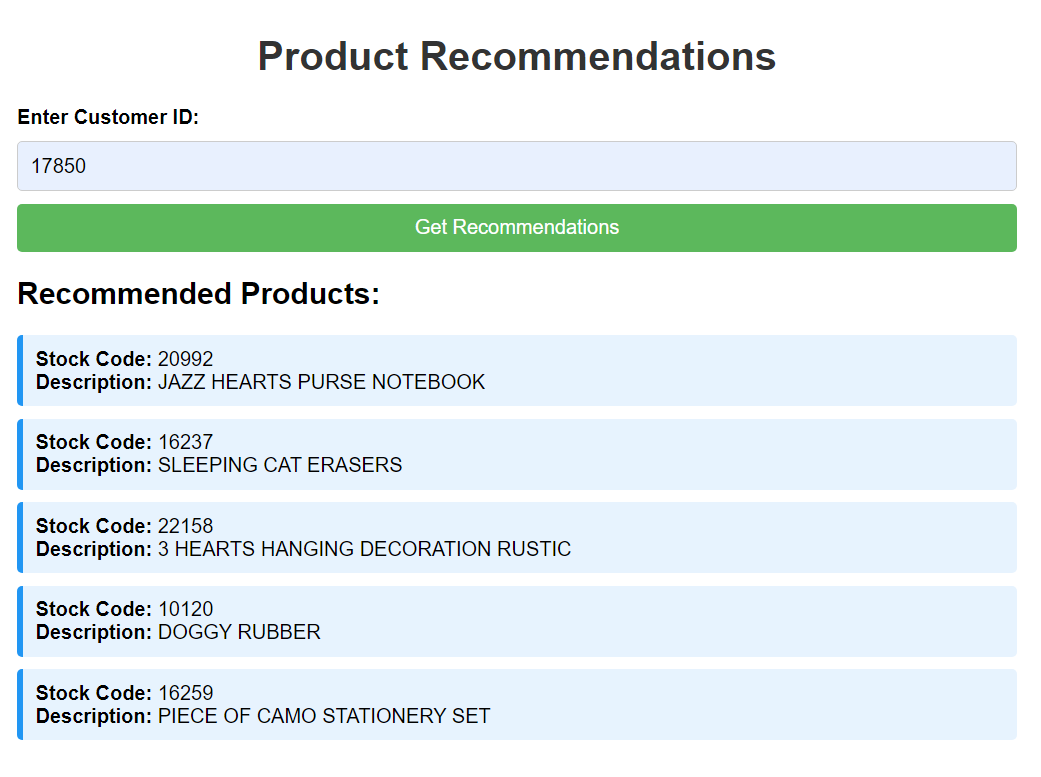 Product Recommendations
Enter Customer ID:
17850
Get Recommendations
Recommended Products:
Stock Code: 20992
Description: JAZZ HEARTS PURSE NOTEBOOK
Stock Code: 16237
Description: SLEEPING CAT ERASERS
Stock Code: 22158
Description: 3 HEARTS HANGING DECORATION RUSTIC
Stock Code: 10120
Description: DOGGY RUBBER
Stock Code: 16259
Description: PIECE OF CAMO STATIONERY SET